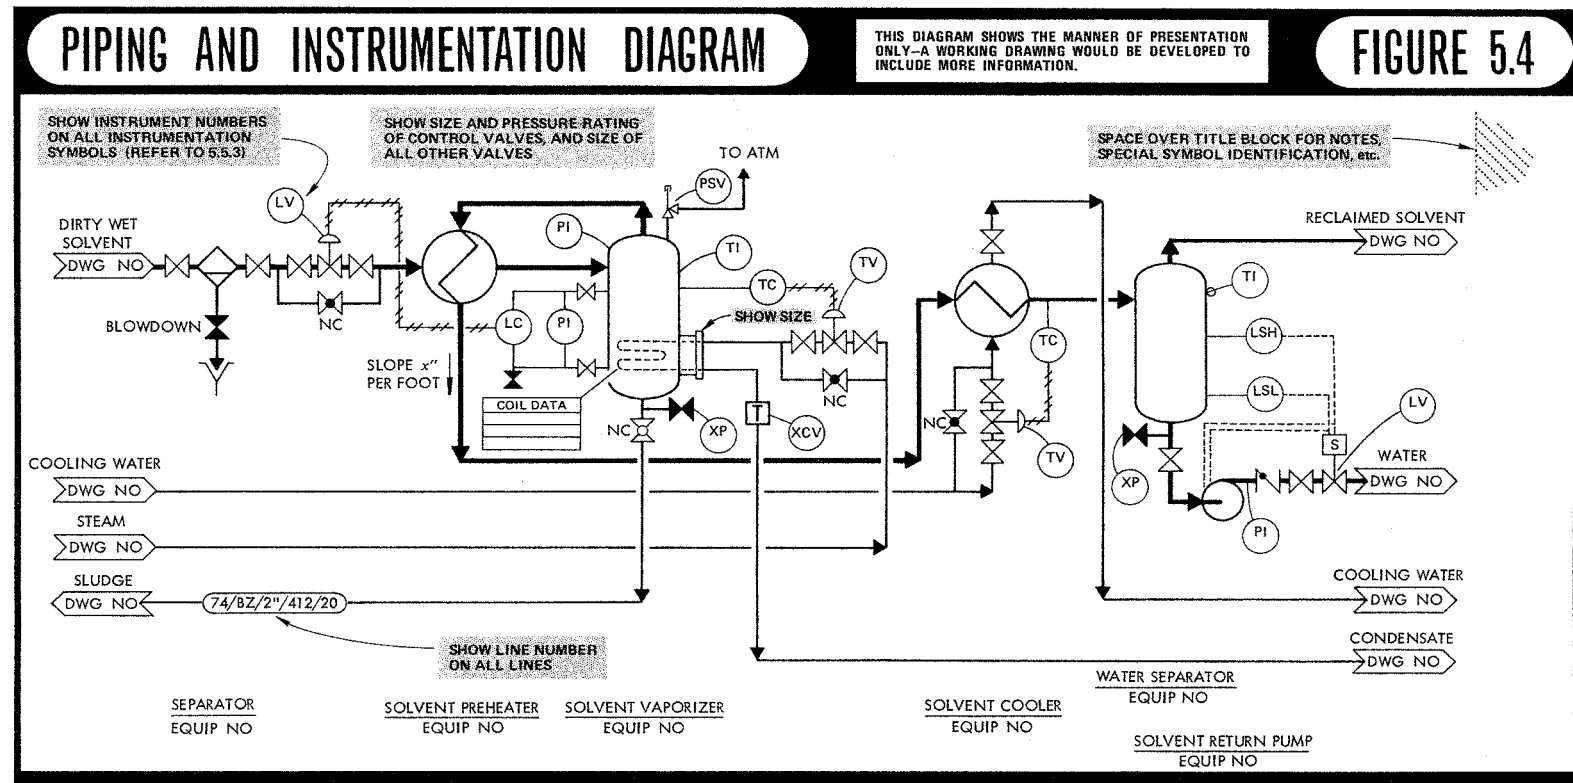 PIPING AND INSTRUMENTATION DIAGRAM
THIS DIAGRAM SHOWS THE MANNER OF PRESENTATION
ONLY—A WORKING DRAWING WOULD BE DEVELOPED TO
INCLUDE MORE INFORMATION.
FIGURE 5.4
SHOW INSTRUMENT NUMBERS
ON ALL INSTRUMENTATION
SYMBOLS (REFER TO 5.5.3)
SHOW SIZE AND PRESSURE RATING
OF CONTROL VALVES, AND SIZE OF
ALL OTHER VALVES
SPACE OVER TITLE BLOCK FOR NOTES,
SPECIAL SYMBOL IDENTIFICATION, etc.
TO ATM
PSV
LV
DIRTY WET
SOLVENT
DWG NO
BLOWDOWN
NC
PI
TI
TC
TV
LC
PI
SHOW SIZE
SLOPE x"
PER FOOT
COIL DATA
NC
XP
T
XCV
NC
RECLAIMED SOLVENT
DWG NO
TI
TC
LSH
LSL
NC
TV
XP
S
LV
WATER
DWG NO
PI
COOLING WATER
DWG NO
STEAM
DWG NO
SLUDGE
DWG NO
74/BZ/2"/412/20
SHOW LINE NUMBER
ON ALL LINES
COOLING WATER
DWG NO
CONDENSATE
DWG NO
SEPARATOR
EQUIP NO
SOLVENT PREHEATER
EQUIP NO
SOLVENT VAPORIZER
EQUIP NO
SOLVENT COOLER
EQUIP NO
WATER SEPARATOR
EQUIP NO
SOLVENT RETURN PUMP
EQUIP NO